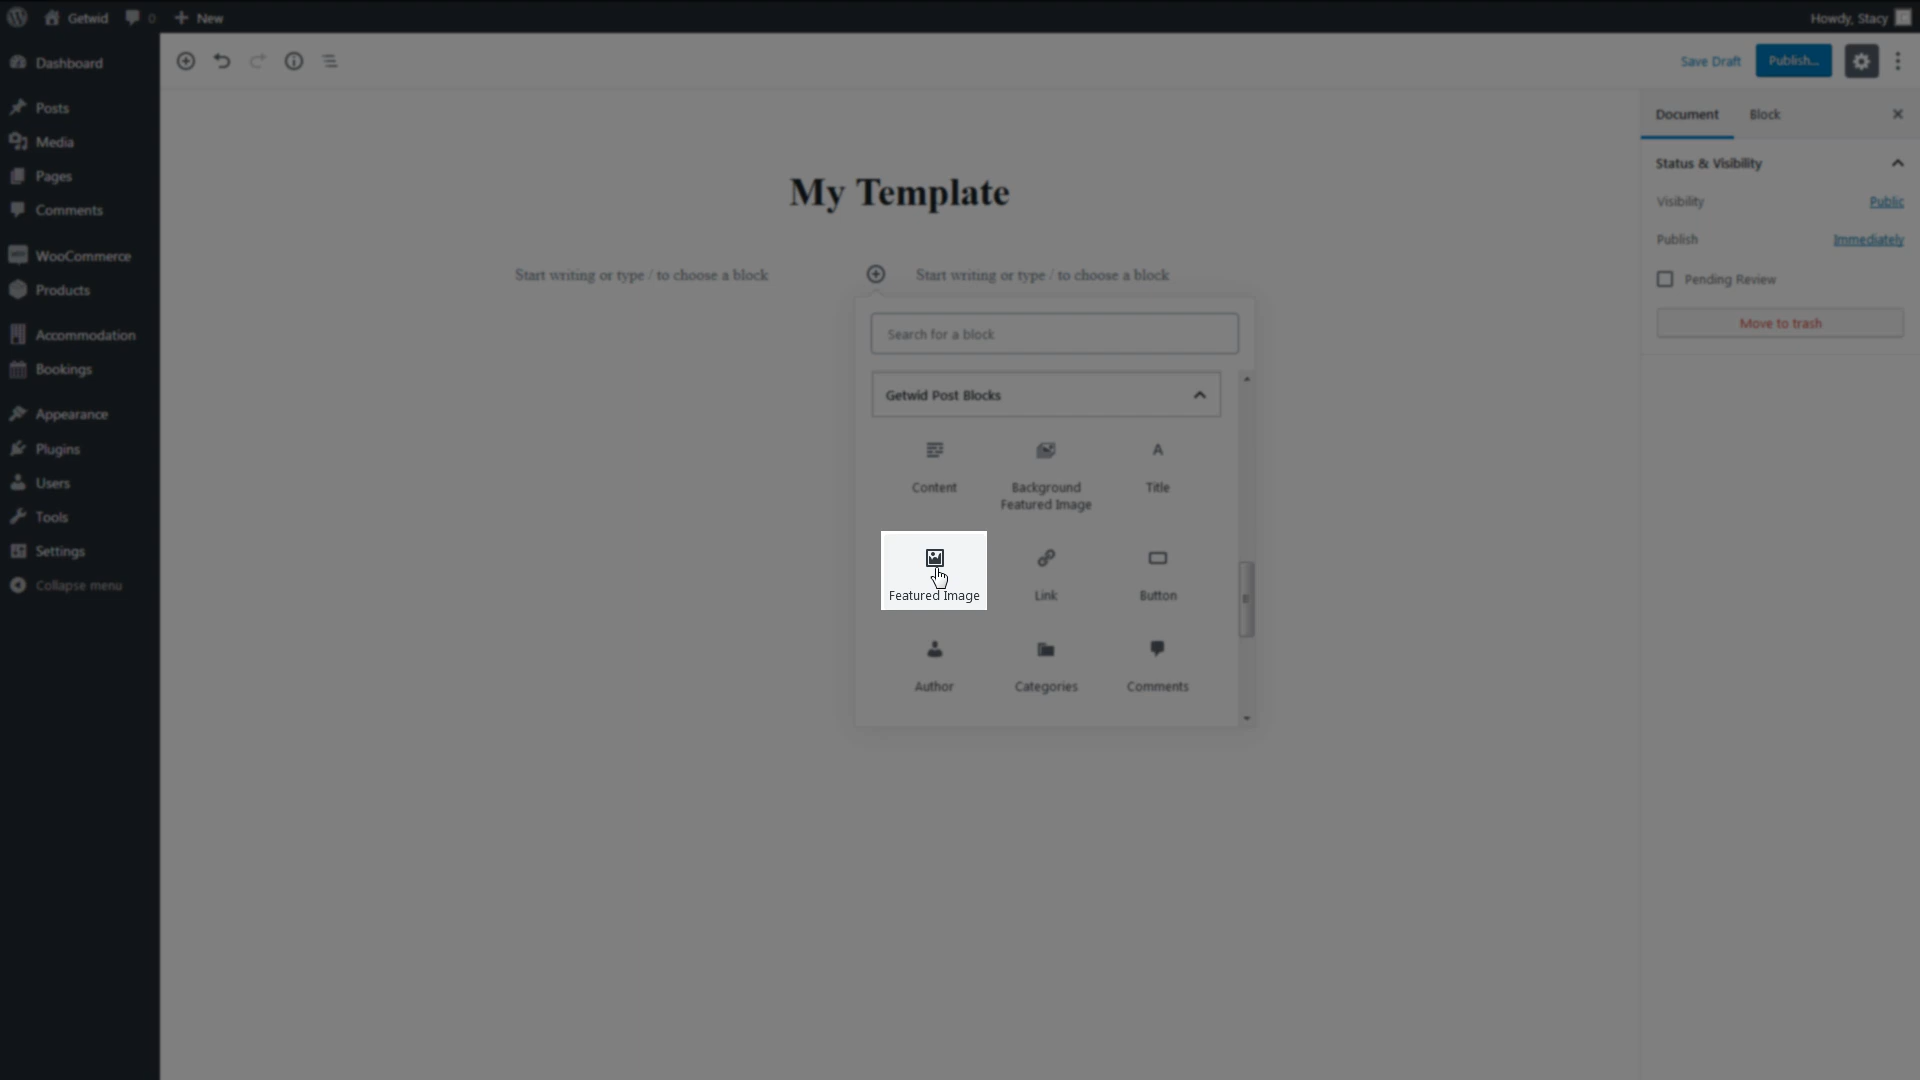 Getwid 0 New Howdy, Stacy
Dashboard
Posts
Media
Pages
Comments
WooCommerce
Products
Accommodation
Bookings
Appearance
Plugins
Users
Tools
Settings
Collapse menu
Save Draft Publish...
My Template
Start writing or type / to choose a block
Start writing or type / to choose a block
Search for a block
Getwid Post Blocks
Content
Background
Featured Image
Title
Featured Image
Link
Button
Author
Categories
Comments
Document Block
Status & Visibility
Visibility Public
Publish Immediately
Pending Review
Move to trash